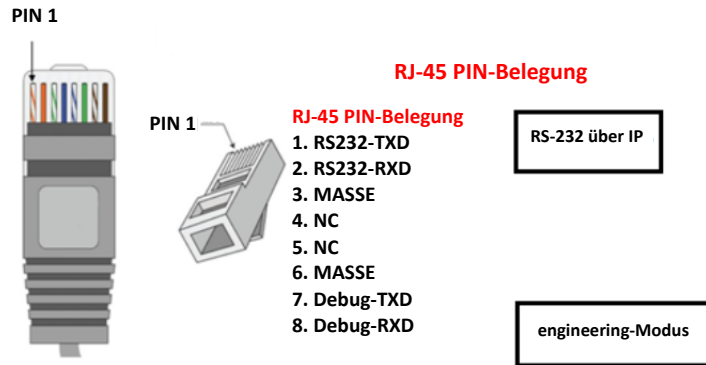 PIN 1
RJ-45 PIN-Belegung
PIN 1
RJ-45 PIN-Belegung
1. RS232-TXD
2. RS232-RXD
3. MASSE
4. NC
5. NC
6. MASSE
7. Debug-TXD
8. Debug-RXD
RS-232 über IP
engineering-Modus